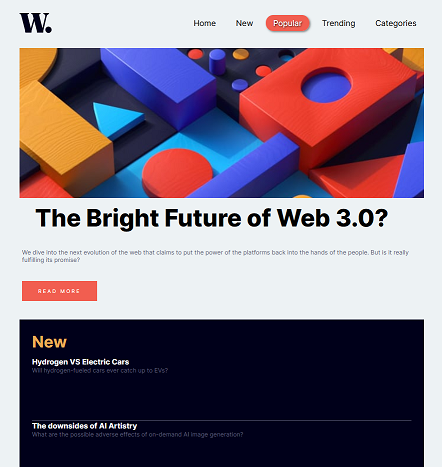 W.
Home New Popular Trending Categories
The Bright Future of Web 3.0?
We dive into the next evolution of the web that claims to put the power of the platforms back into the hands of the people. But is it really
fulfilling its promise?
READ MORE
New
Hydrogen VS Electric Cars
Will hydrogen-fueled cars ever catch up to EVs?
The downsides of AI Artistry
What are the possible adverse effects of on-demand AI image generation?